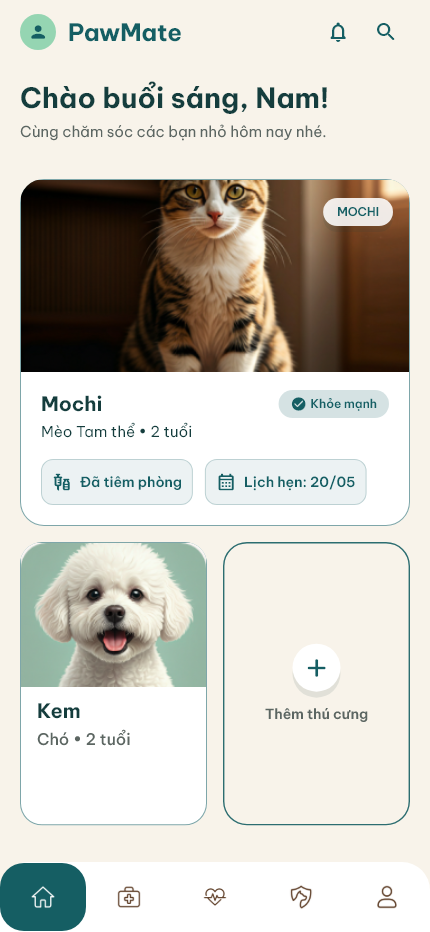 PawMate
Chào buổi sáng, Nam!
Cùng chăm sóc các bạn nhỏ hôm nay nhé.
MOCHI
Mochi
Khỏe mạnh
Mèo Tam thể • 2 tuổi
Đã tiêm phòng
Lịch hẹn: 20/05
Kem
Chó • 2 tuổi
Thêm thú cưng